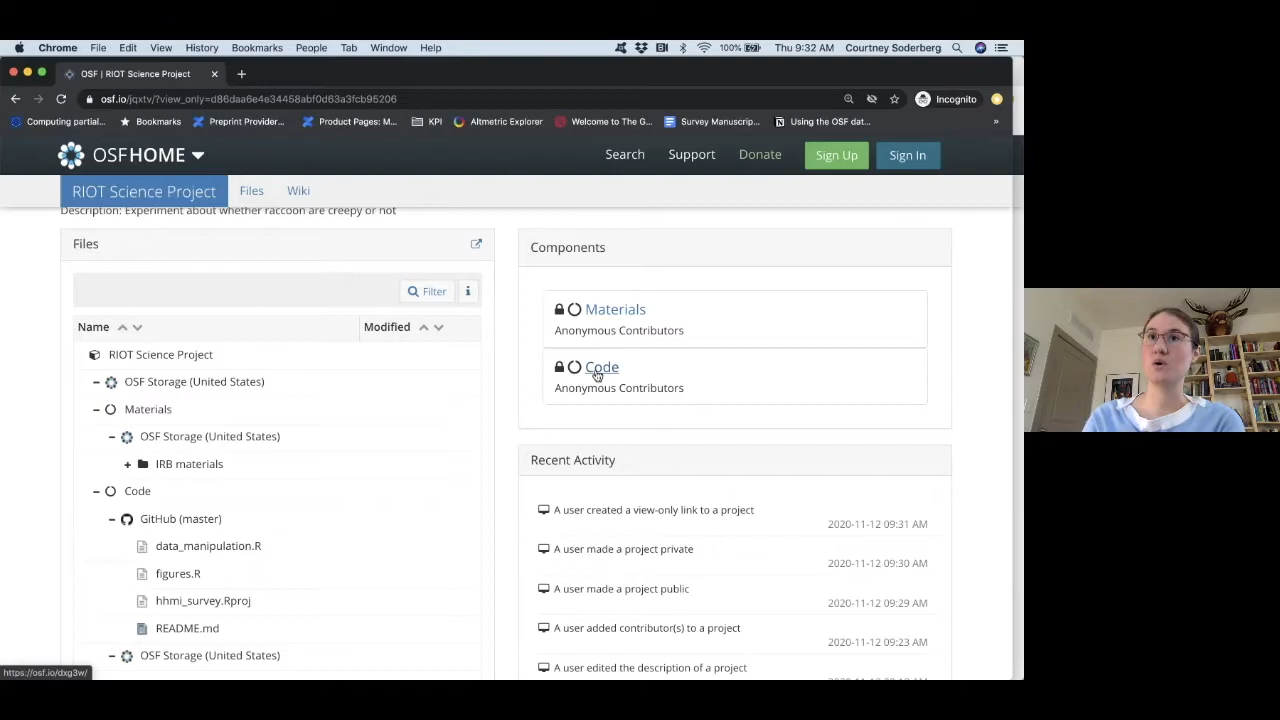 Chrome File Edit View History Bookmarks People Tab Window Help 100% Thu 9:32 AM Courtney Soderberg
OSF | RIOT Science Project
osf.io/jqxtv/?view_only=d86daa6e4e34458abf0d63a3fcb95206 Incognito
Computing partial... Bookmarks Preprint Provider... Product Pages: M... KPI Altmetric Explorer Welcome to The G... Survey Manuscrip... Using the OSF dat... »
OSFHOME Search Support Donate Sign Up Sign In
RIOT Science Project Files Wiki
Description: Experiment about whether raccoon are creepy or not
Files
Filter
Name Modified
RIOT Science Project
OSF Storage (United States)
Materials
OSF Storage (United States)
IRB materials
Code
GitHub (master)
data_manipulation.R
figures.R
hhmi_survey.Rproj
README.md
OSF Storage (United States)
Components
Materials
Anonymous Contributors
Code
Anonymous Contributors
Recent Activity
A user created a view-only link to a project
2020-11-12 09:31 AM
A user made a project private
2020-11-12 09:30 AM
A user made a project public
2020-11-12 09:29 AM
A user added contributor(s) to a project
2020-11-12 09:23 AM
A user edited the description of a project
https://osf.io/dxg3w/